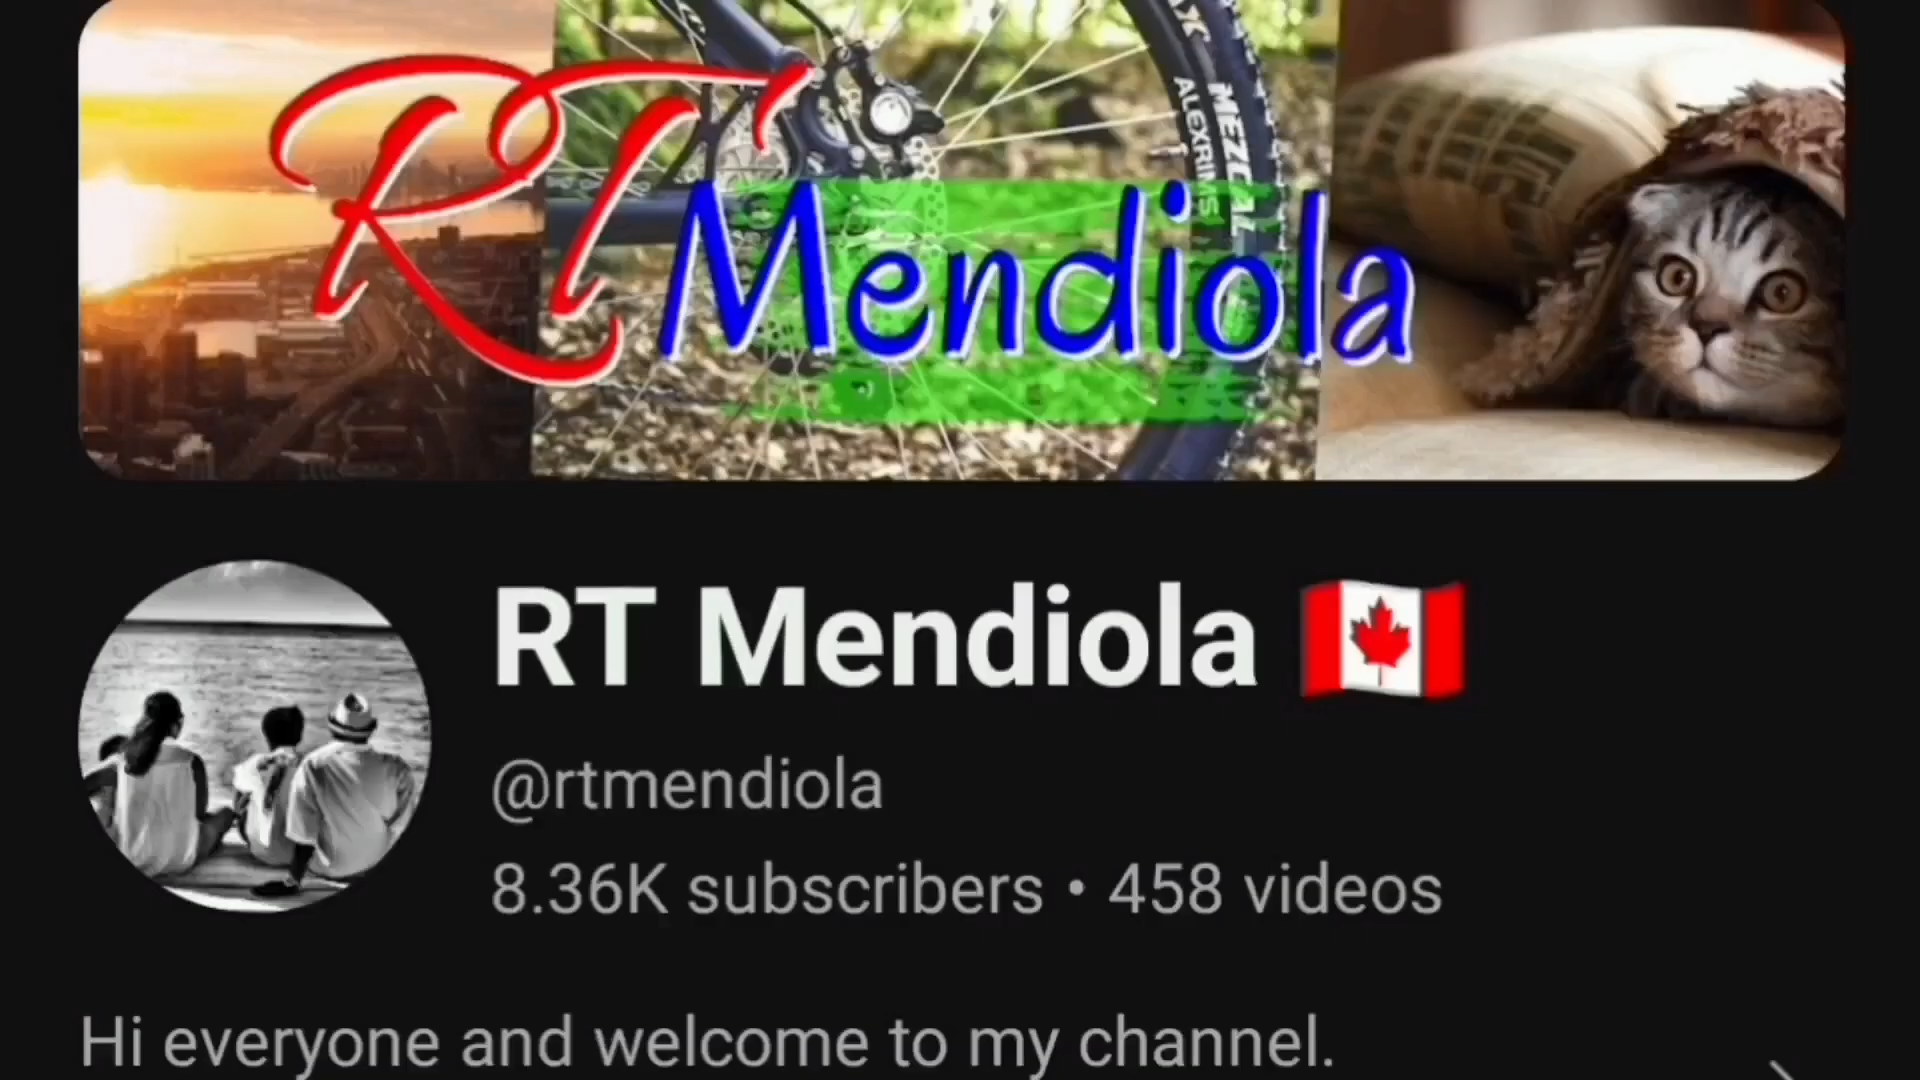 RT Mendiola
MEZCAL
ALEXRIMS
RT Mendiola 🇨🇦
@rtmendiola
8.36K subscribers • 458 videos
Hi everyone and welcome to my channel.